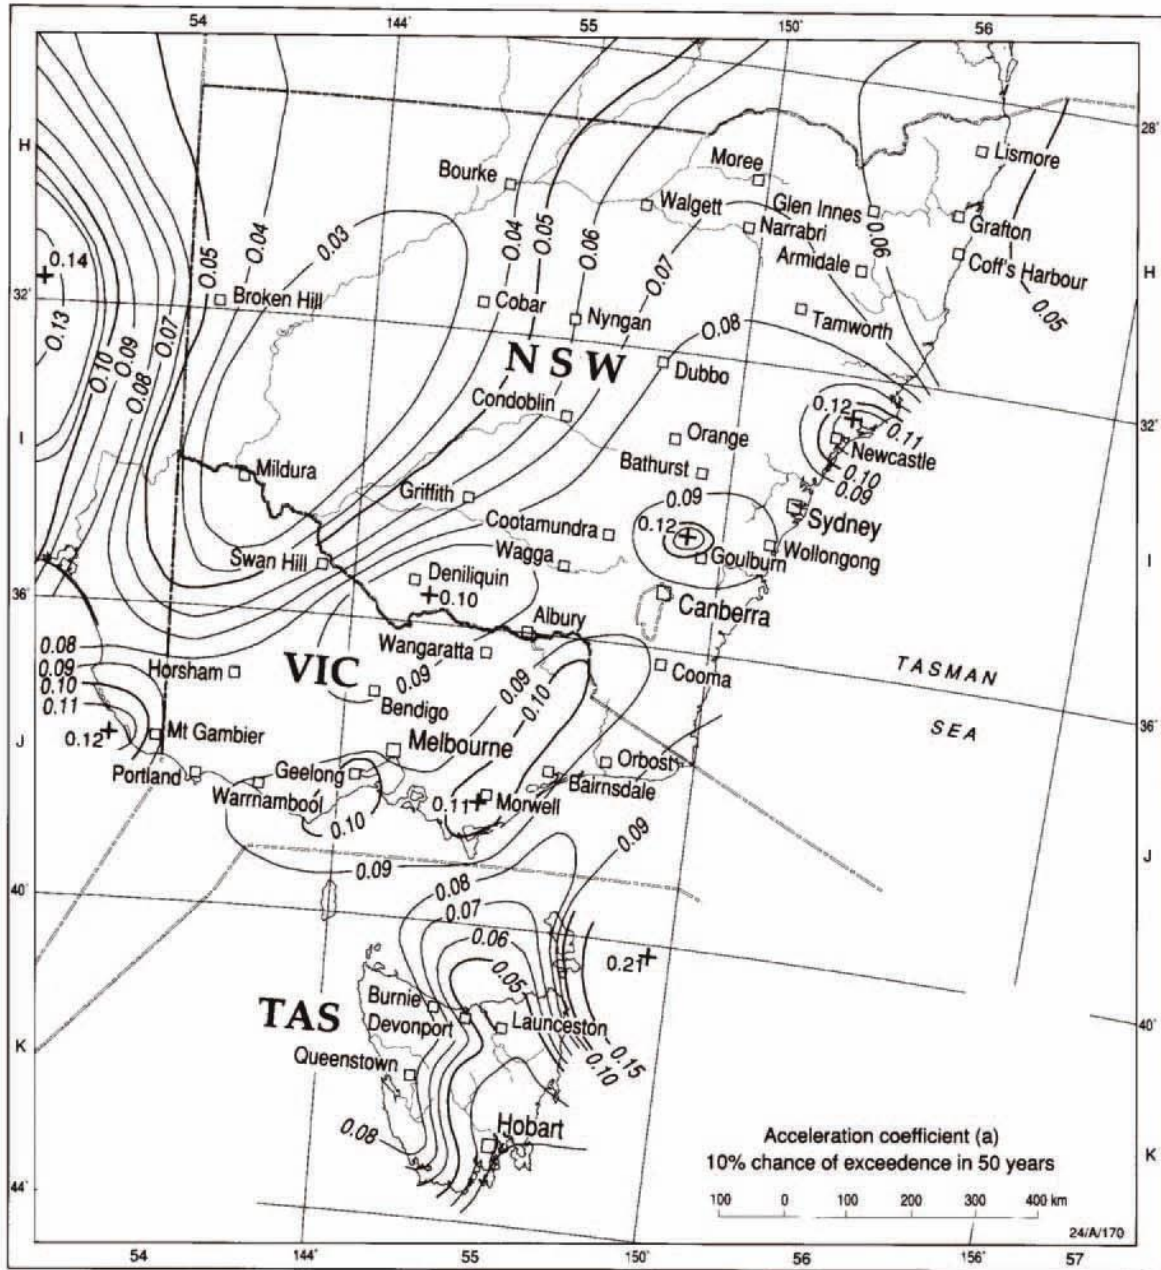 54 144° 55 150° 56
28°
H
Lismore
Moree
Bourke
Walgett
Glen Innes
Grafton
Narrabri
0.06
0.04
0.05
0.06
0.03
0.04
0.05
0.07
Armidale
Coff's Harbour
H
0.14
32°
Broken Hill
Cobar
Nyngan
Tamworth
0.05
0.13
0.10
0.09
0.08
0.07
0.08
NSW
Dubbo
Condoblin
0.12
0.11
32°
I
Orange
Newcastle
Mildura
Bathurst
0.10
0.09
Griffith
0.09
Sydney
Cootamundra
0.12
Wollongong
Swan Hill
Wagga
Goulburn
I
Deniliquin
0.10
Canberra
36°
Albury
0.08
Wangaratta
0.09
Horsham
VIC
0.09
0.09
Cooma
TASMAN
0.10
0.10
SEA
0.11
Bendigo
36°
J
0.12
Mt Gambier
Melbourne
Orbost
Portland
Geelong
Bairnsdale
Warrnambool
0.11
Morwell
0.10
0.09
J
0.09
40°
0.08
0.07
0.06
0.21
0.05
Burnie
TAS
Devonport
Launceston
40°
K
Queenstown
0.15
0.10
0.08
Hobart
Acceleration coefficient (a)
10% chance of exceedence in 50 years
K
44°
100 0 100 200 300 400 km
24/A/170
54 144° 55 150° 56 156° 57